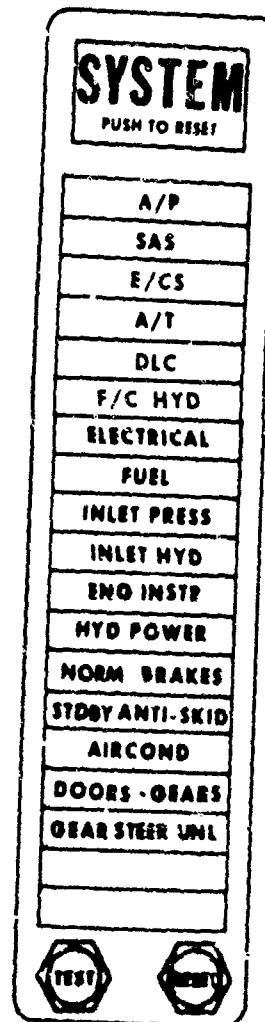 SYSTEM
PUSH TO RESET
A/P
SAS
E/CS
A/T
DLC
F/C HYD
ELECTRICAL
FUEL
INLET PRESS
INLET HYD
ENG INSTR
HYD POWER
NORM BRAKES
STDBY ANTI-SKID
AIRCOND
DOORS - GEARS
GEAR STEER UNL
TEST
RESET